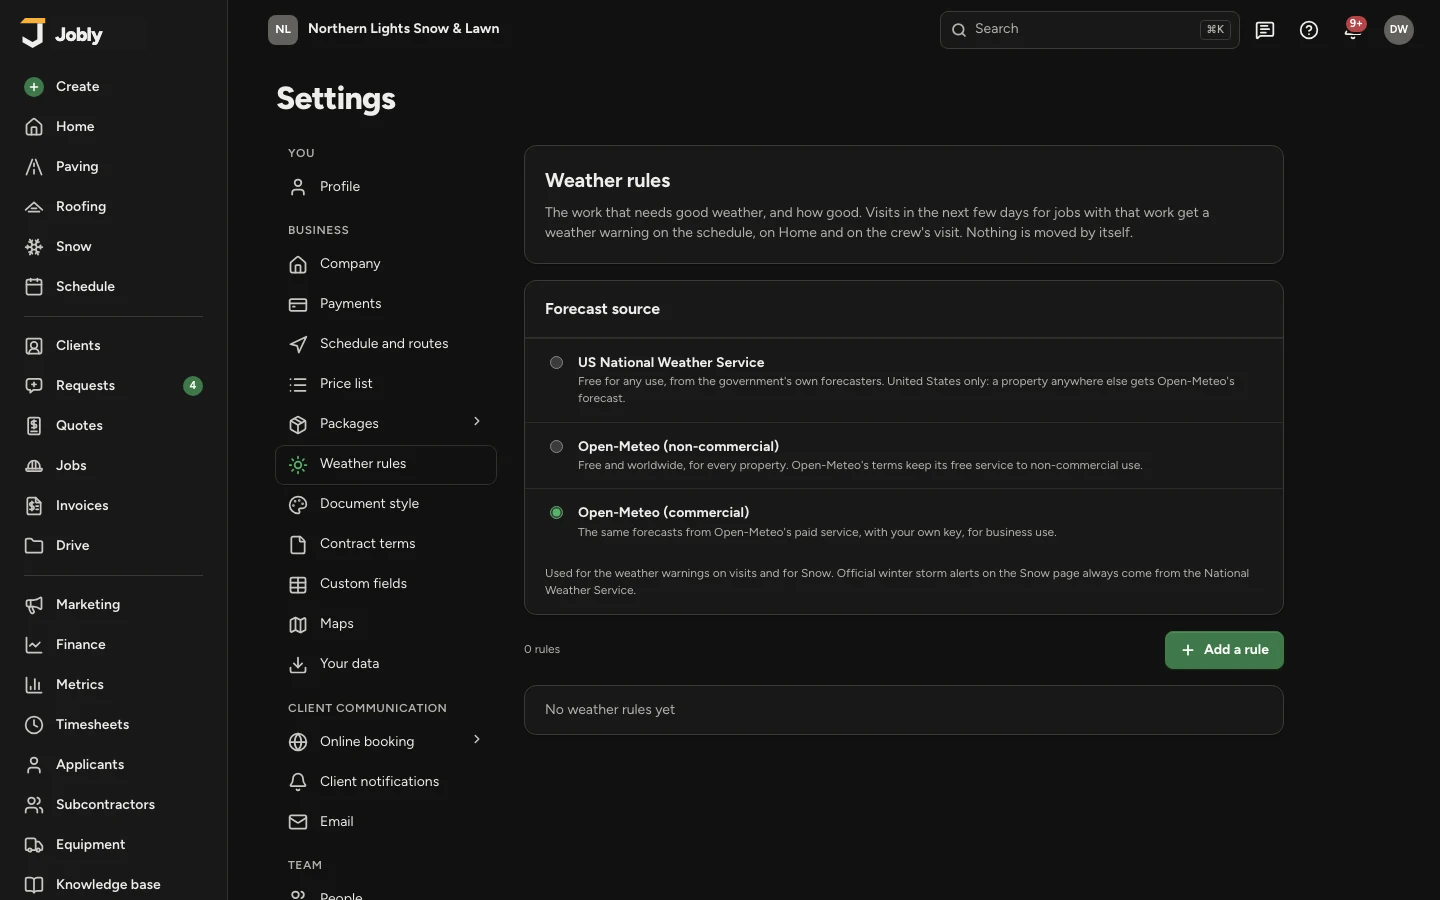 Jobly
NL
Northern Lights Snow & Lawn
Search
⌘K
9+
DW
Create
Home
Paving
Roofing
Snow
Schedule
Clients
Requests
4
Quotes
Jobs
Invoices
Drive
Marketing
Finance
Metrics
Timesheets
Applicants
Subcontractors
Equipment
Knowledge base
Settings
YOU
Profile
BUSINESS
Company
Payments
Schedule and routes
Price list
Packages
Weather rules
Document style
Contract terms
Custom fields
Maps
Your data
CLIENT COMMUNICATION
Online booking
Client notifications
Email
TEAM
People
Weather rules
The work that needs good weather, and how good. Visits in the next few days for jobs with that work get a
weather warning on the schedule, on Home and on the crew's visit. Nothing is moved by itself.
Forecast source
US National Weather Service
Free for any use, from the government's own forecasters. United States only: a property anywhere else gets Open-Meteo's
forecast.
Open-Meteo (non-commercial)
Free and worldwide, for every property. Open-Meteo's terms keep its free service to non-commercial use.
Open-Meteo (commercial)
The same forecasts from Open-Meteo's paid service, with your own key, for business use.
Used for the weather warnings on visits and for Snow. Official winter storm alerts on the Snow page always come from the National
Weather Service.
0 rules
Add a rule
No weather rules yet